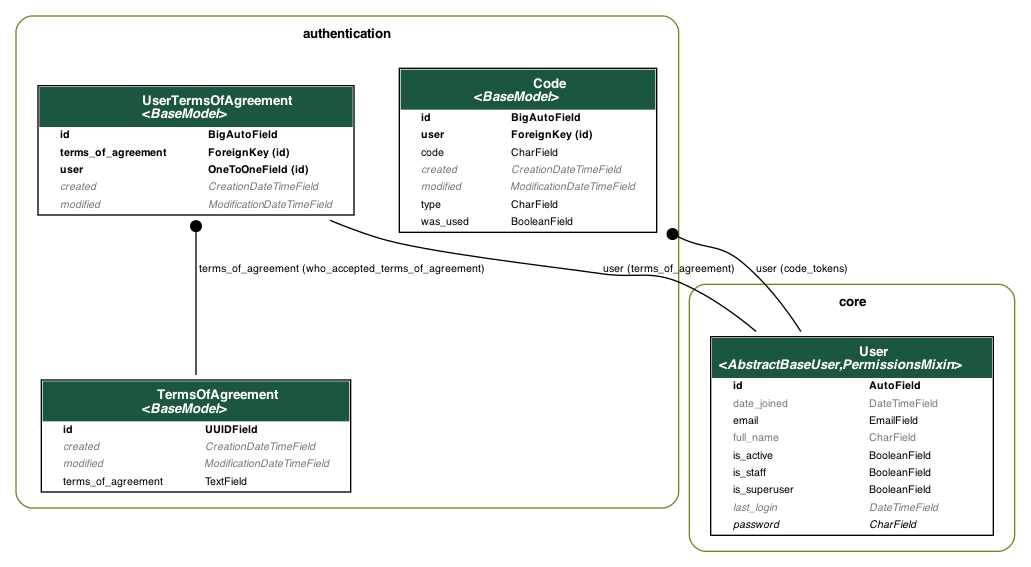 authentication
UserTermsOfAgreement
<BaseModel>
id BigAutoField
terms_of_agreement ForeignKey (id)
user OneToOneField (id)
created CreationDateTimeField
modified ModificationDateTimeField
Code
<BaseModel>
id BigAutoField
user ForeignKey (id)
code CharField
created CreationDateTimeField
modified ModificationDateTimeField
type CharField
was_used BooleanField
terms_of_agreement (who_accepted_terms_of_agreement)
user (terms_of_agreement)
user (code_tokens)
TermsOfAgreement
<BaseModel>
id UUIDField
created CreationDateTimeField
modified ModificationDateTimeField
terms_of_agreement TextField
core
User
<AbstractBaseUser,PermissionsMixin>
id AutoField
date_joined DateTimeField
email EmailField
full_name CharField
is_active BooleanField
is_staff BooleanField
is_superuser BooleanField
last_login DateTimeField
password CharField